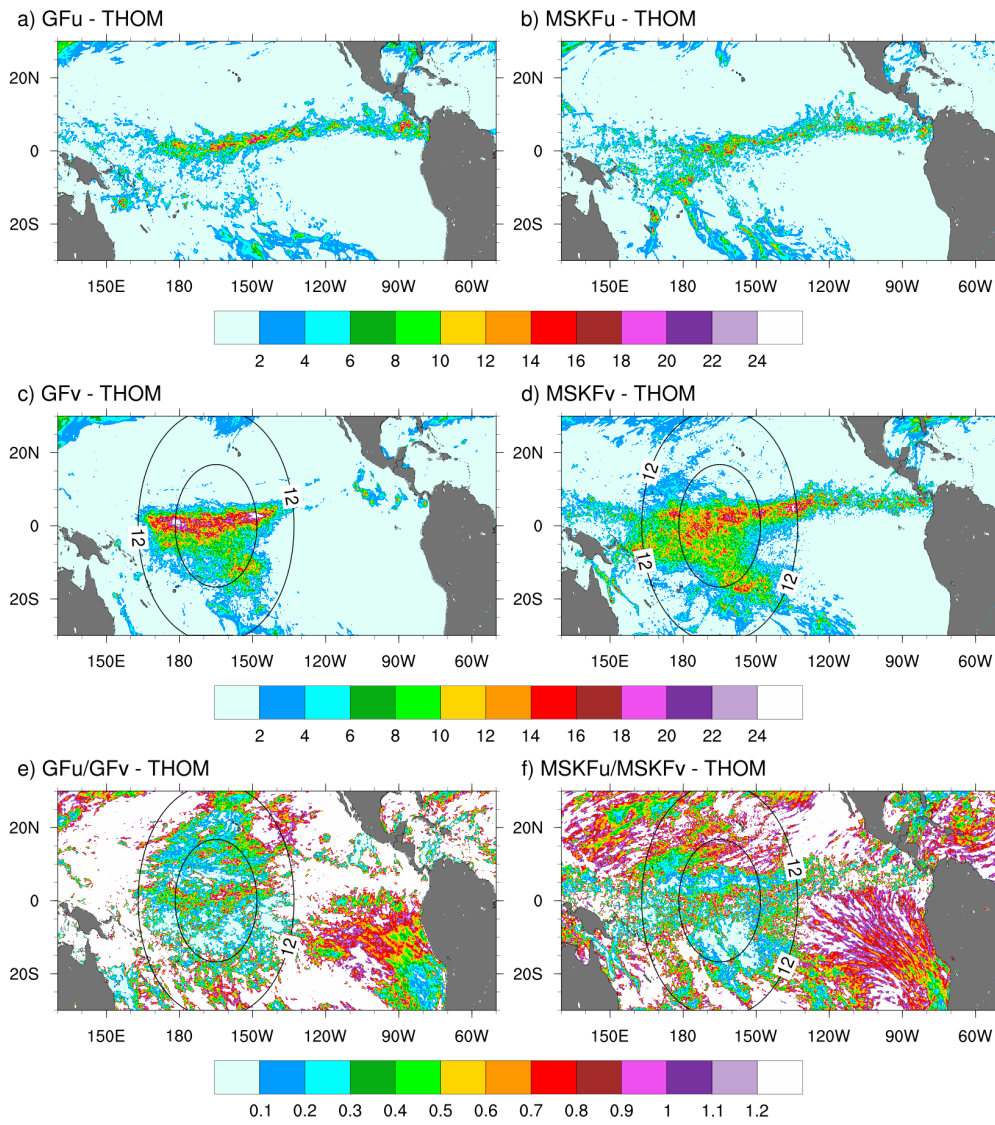 a) GFu - THOM
b) MSKFu - THOM
20N
0
20S
150E 180 150W 120W 90W 60W
20N
0
20S
150E 180 150W 120W 90W 60W
2 4 6 8 10 12 14 16 18 20 22 24
c) GFv - THOM
d) MSKFv - THOM
20N
0
20S
12
12
150E 180 150W 120W 90W 60W
20N
0
20S
12
12
12
12
150E 180 150W 120W 90W 60W
2 4 6 8 10 12 14 16 18 20 22 24
e) GFu/GFv - THOM
f) MSKFu/MSKFv - THOM
20N
0
20S
12
150E 180 150W 120W 90W 60W
20N
0
20S
12
12
150E 180 150W 120W 90W 60W
0.1 0.2 0.3 0.4 0.5 0.6 0.7 0.8 0.9 1 1.1 1.2